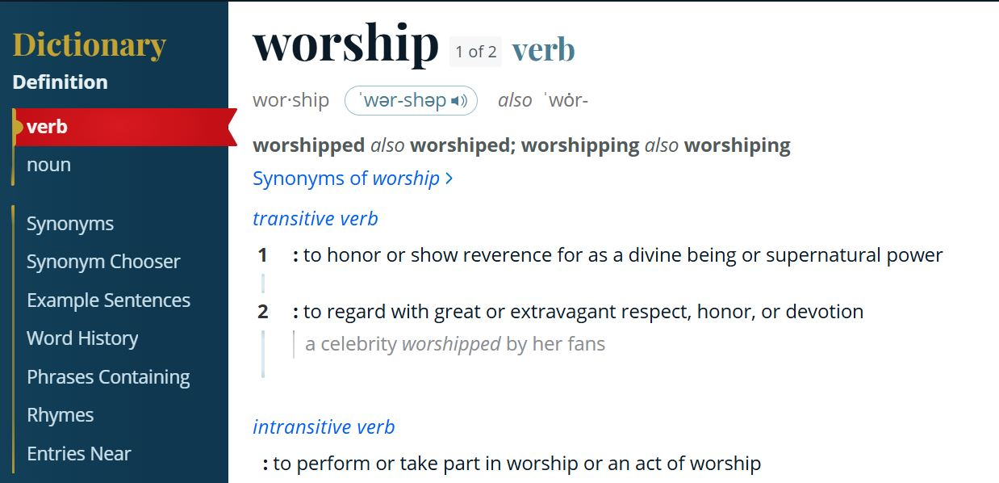 Dictionary
Definition
verb
noun
Synonyms
Synonym Chooser
Example Sentences
Word History
Phrases Containing
Rhymes
Entries Near
worship 1 of 2 verb
wor·ship ˈwər-shəp also ˈwȯr-
worshipped also worshiped; worshipping also worshiping
Synonyms of worship >
transitive verb
1 : to honor or show reverence for as a divine being or supernatural power
2 : to regard with great or extravagant respect, honor, or devotion
a celebrity worshipped by her fans
intransitive verb
: to perform or take part in worship or an act of worship